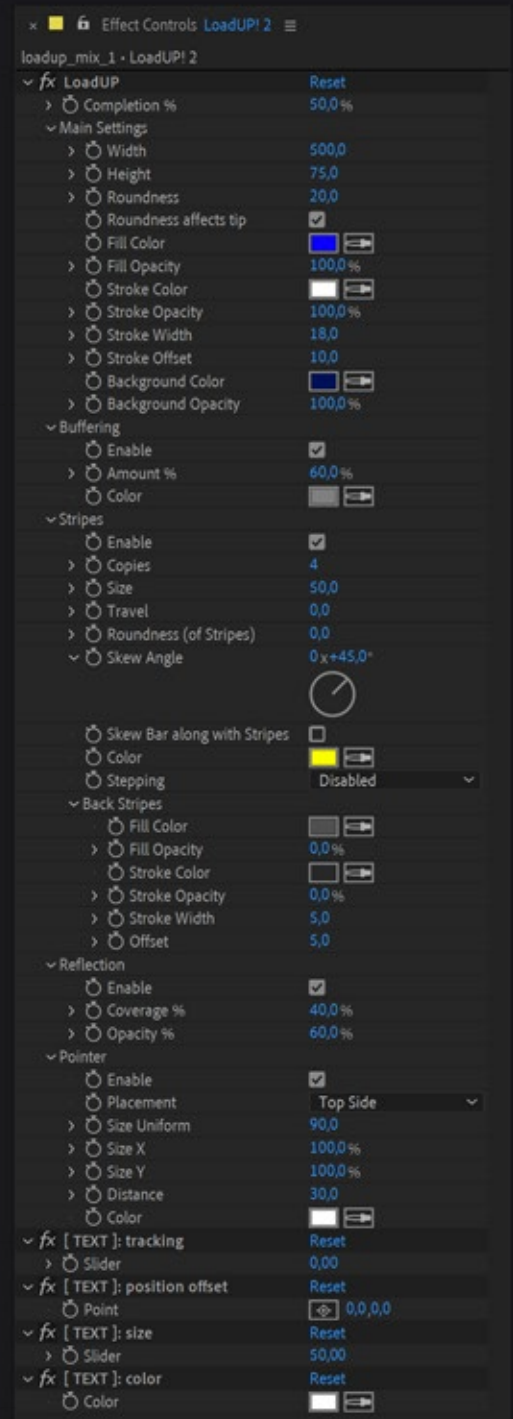 Effect Controls LoadUP! 2
loadup_mix_1 • LoadUP! 2
fx LoadUP Reset
Completion % 50,0 %
Main Settings
Width 500,0
Height 75,0
Roundness 20,0
Roundness affects tip
Fill Color
Fill Opacity 100,0 %
Stroke Color
Stroke Opacity 100,0 %
Stroke Width 18,0
Stroke Offset 10,0
Background Color
Background Opacity 100,0 %
Buffering
Enable
Amount % 60,0 %
Color
Stripes
Enable
Copies 4
Size 50,0
Travel 0,0
Roundness (of Stripes) 0,0
Skew Angle 0 x +45,0°
Skew Bar along with Stripes
Color
Stepping Disabled
Back Stripes
Fill Color
Fill Opacity 0,0 %
Stroke Color
Stroke Opacity 0,0 %
Stroke Width 5,0
Offset 5,0
Reflection
Enable
Coverage % 40,0 %
Opacity % 60,0 %
Pointer
Enable
Placement Top Side
Size Uniform 90,0
Size X 100,0 %
Size Y 100,0 %
Distance 30,0
Color
fx [ TEXT ]: tracking Reset
Slider 0,00
fx [ TEXT ]: position offset Reset
Point 0,0,0,0
fx [ TEXT ]: size Reset
Slider 50,00
fx [ TEXT ]: color Reset
Color